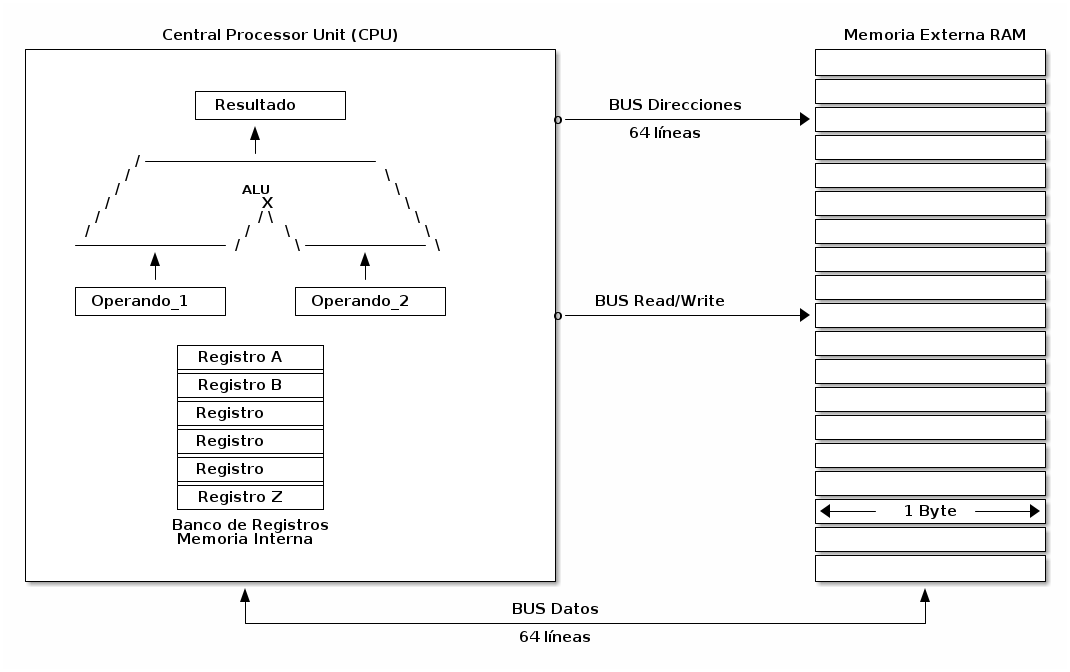 Central Processor Unit (CPU)
Memoria Externa RAM
Resultado
BUS Direcciones
64 líneas
ALU
X
Operando_1
Operando_2
BUS Read/Write
Registro A
Registro B
Registro
Registro
Registro
Registro Z
1 Byte
Banco de Registros
Memoria Interna
BUS Datos
64 líneas